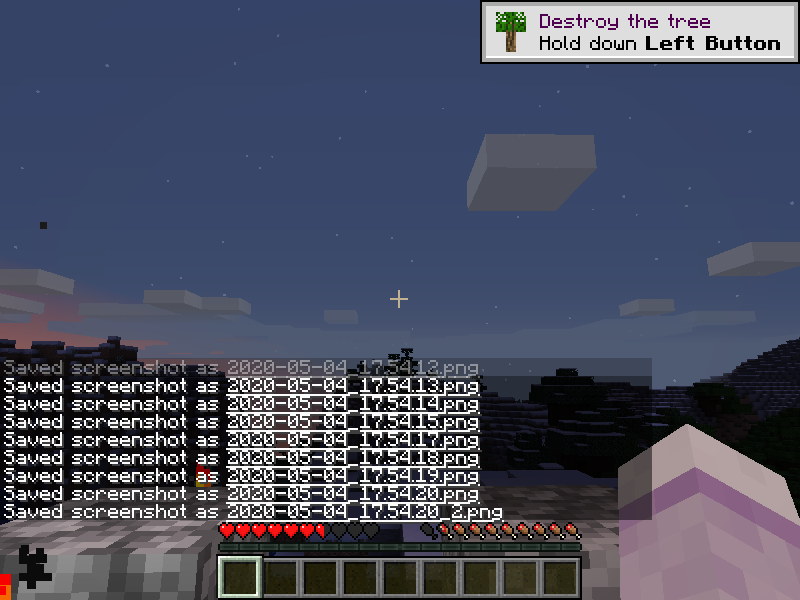 Destroy the tree
Hold down Left Button
Saved screenshot as 2020-05-04_17.54.12.png
Saved screenshot as 2020-05-04_17.54.13.png
Saved screenshot as 2020-05-04_17.54.14.png
Saved screenshot as 2020-05-04_17.54.15.png
Saved screenshot as 2020-05-04_17.54.17.png
Saved screenshot as 2020-05-04_17.54.18.png
Saved screenshot as 2020-05-04_17.54.19.png
Saved screenshot as 2020-05-04_17.54.20.png
Saved screenshot as 2020-05-04_17.54.20_2.png